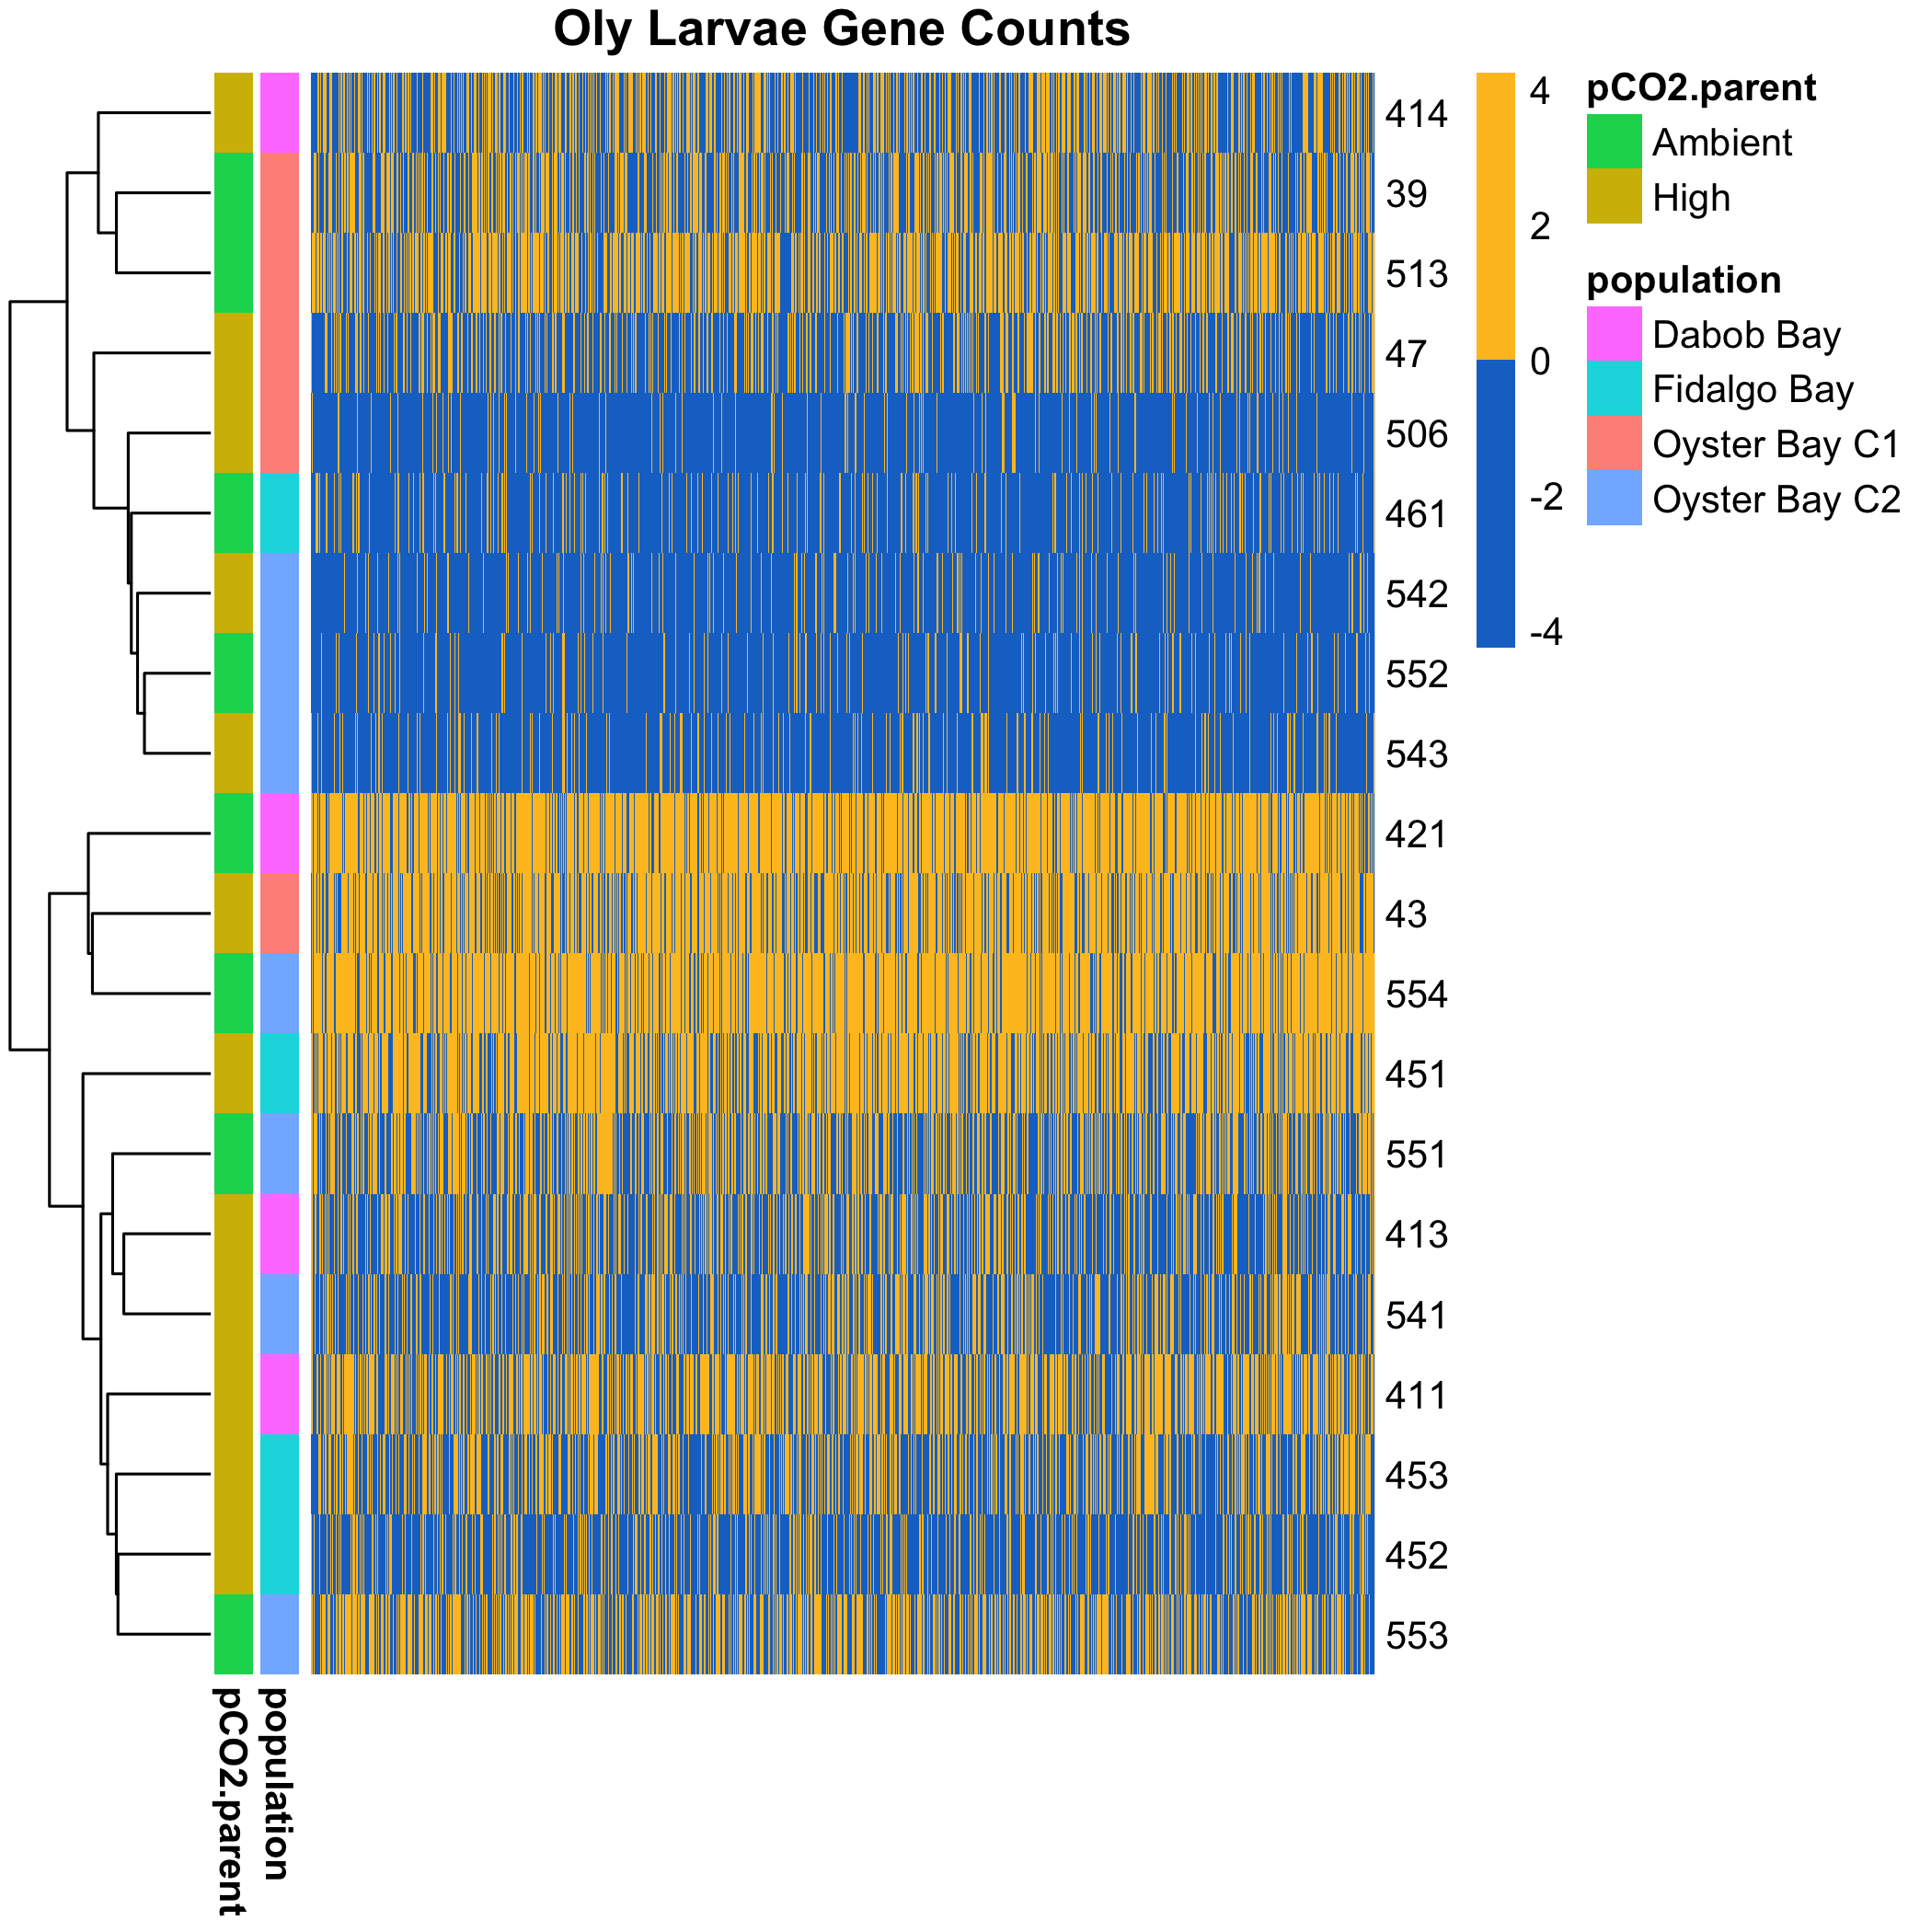 Oly Larvae Gene Counts
414
39
513
47
506
461
542
552
543
421
43
554
451
551
413
541
411
453
452
553
4
2
0
-2
-4
pCO2.parent
Ambient
High
population
Dabob Bay
Fidalgo Bay
Oyster Bay C1
Oyster Bay C2
pCO2.parent
population